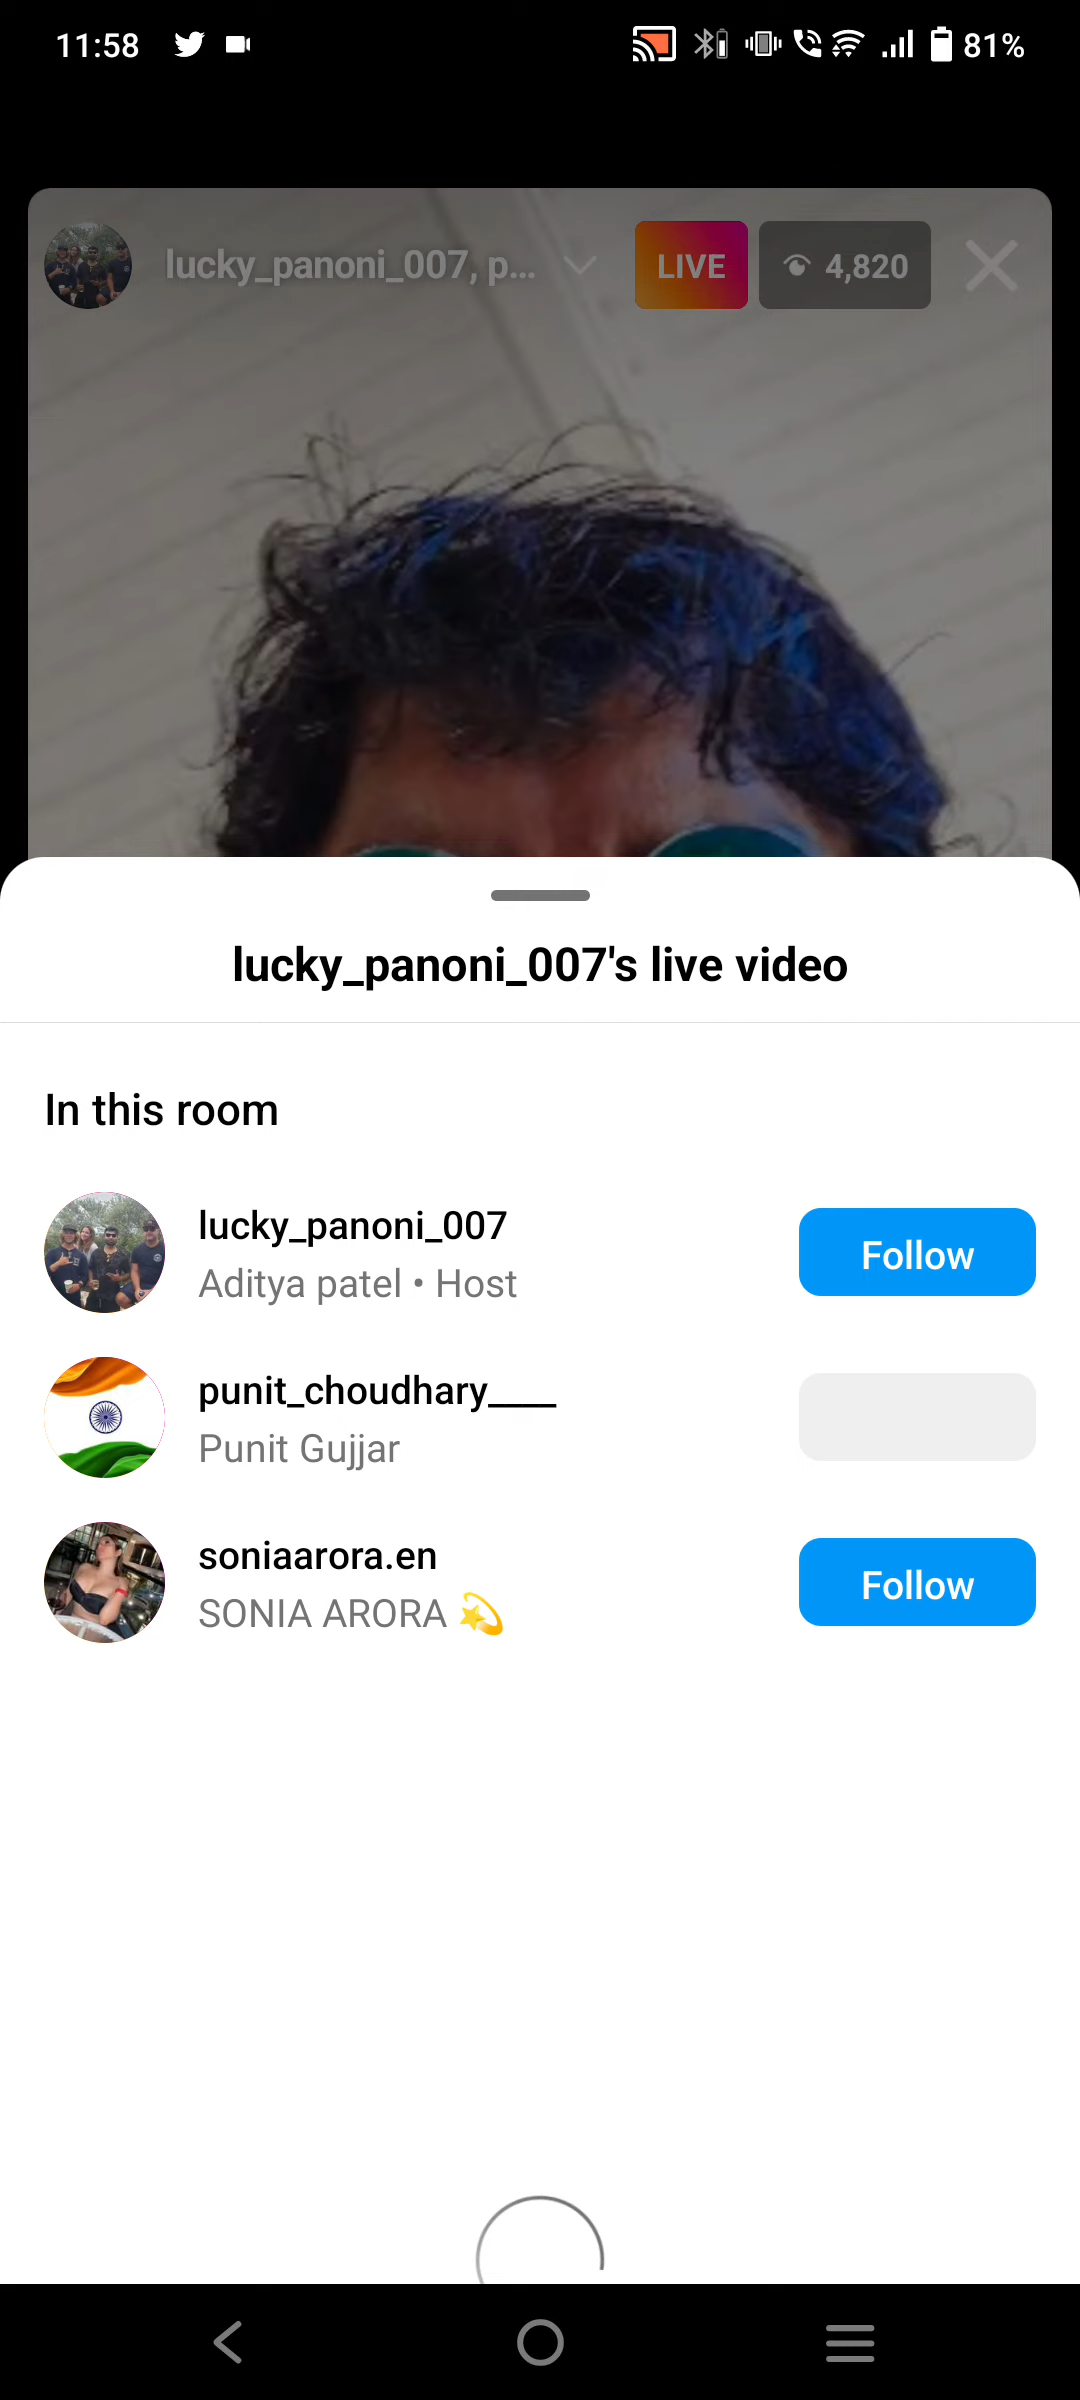 11:58
81%
lucky_panoni_007, p...
LIVE
4,820
lucky_panoni_007's live video
In this room
lucky_panoni_007
Aditya patel • Host
Follow
punit_choudhary____
Punit Gujjar
soniaarora.en
SONIA ARORA 💫
Follow